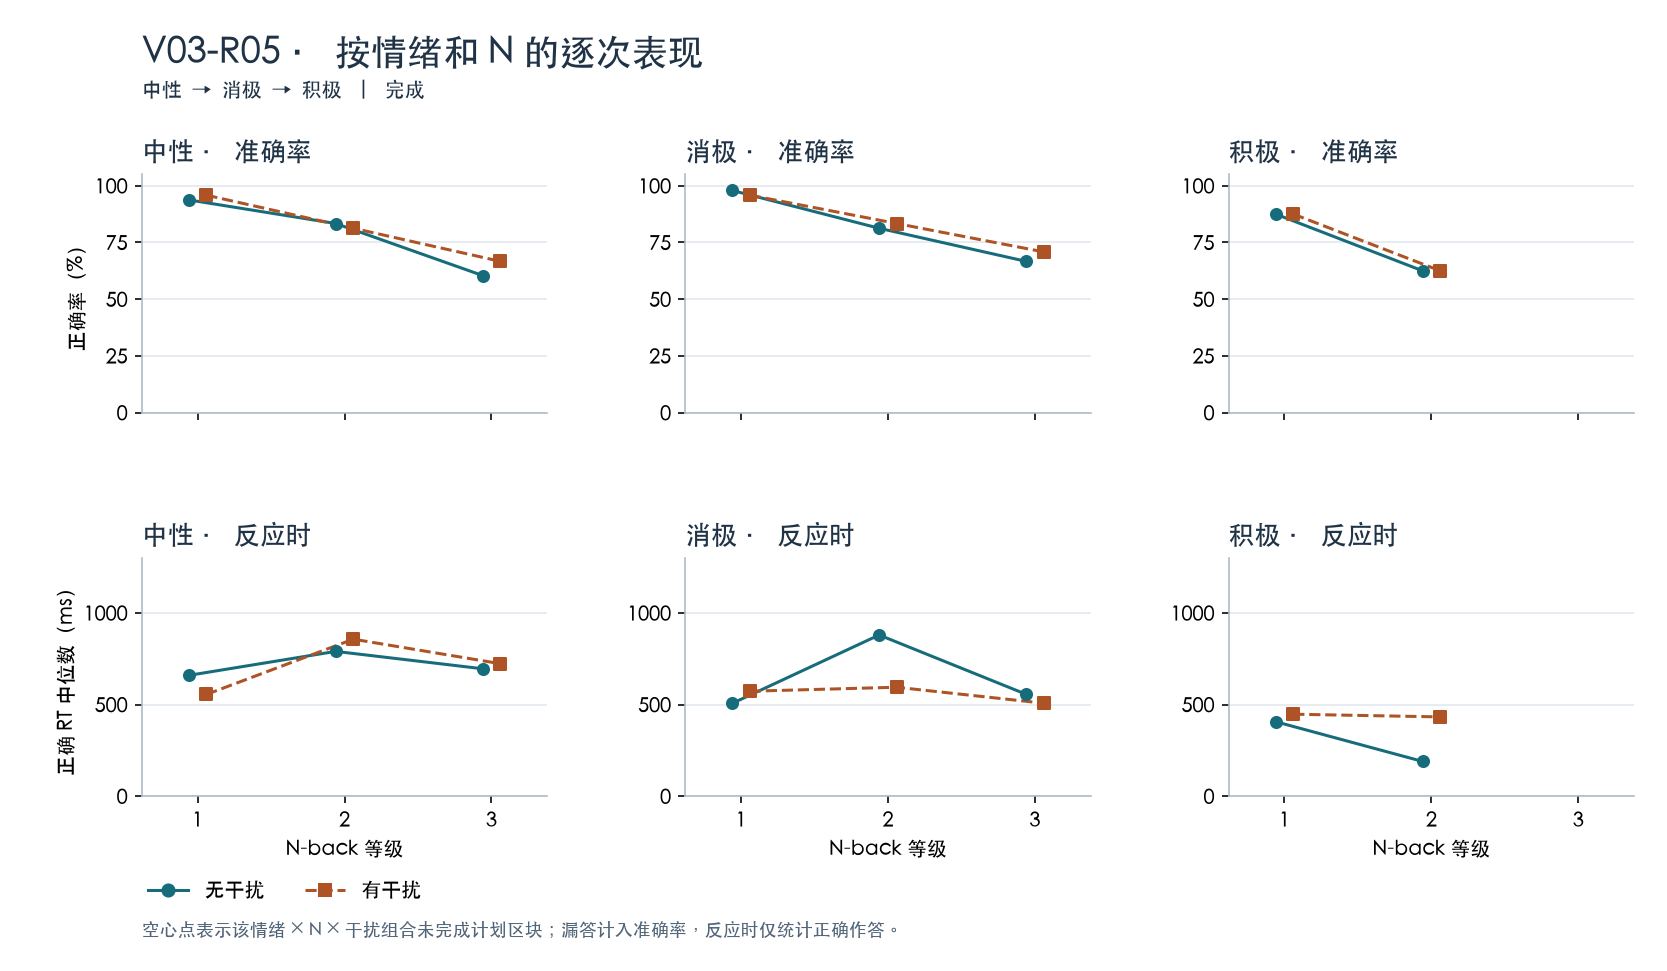 V03-R05 · 按情绪和 N 的逐次表现
中性 → 消极 → 积极 | 完成
中性 · 准确率
消极 · 准确率
积极 · 准确率
正确率 (%)
100
75
50
25
0
100
75
50
25
0
100
75
50
25
0
中性 · 反应时
消极 · 反应时
积极 · 反应时
正确 RT 中位数 (ms)
1000
500
0
1000
500
0
1000
500
0
1 2 3
1 2 3
1 2 3
N-back 等级
N-back 等级
N-back 等级
无干扰 有干扰
空心点表示该情绪×N×干扰组合未完成计划区块；漏答计入准确率，反应时仅统计正确作答。